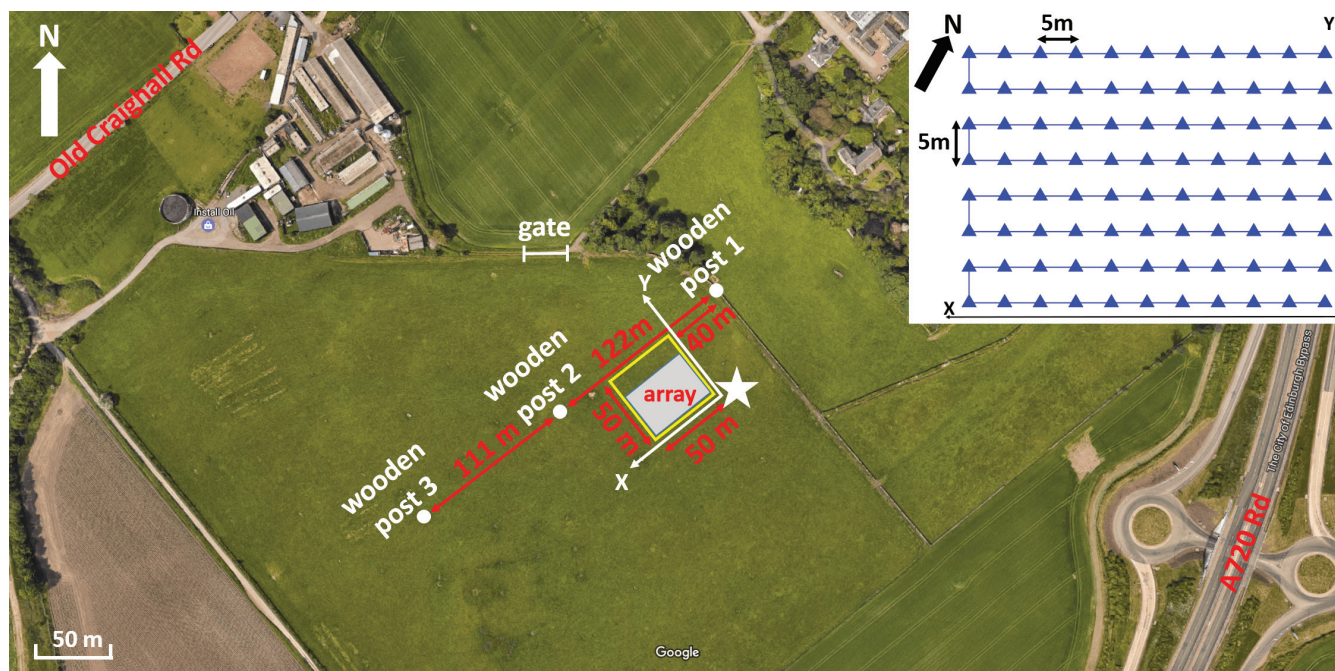 N
Old Craighall Rd
Install Oil
gate
wooden
post 1
Y
122m
40 m
wooden
post 2
array
50 m
50 m
X
111 m
wooden
post 3
50 m
Google
The City of Edinburgh Bypass
A720 Rd
N
5m
Y
5m
X